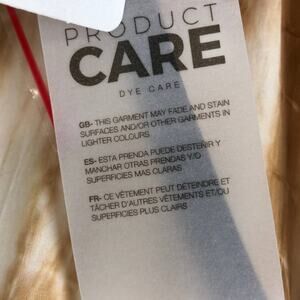 PRODUCT
CARE
DYE CARE
GB- THIS GARMENT MAY FADE AND STAIN
SURFACES AND/OR OTHER GARMENTS IN
LIGHTER COLOURS
ES- ESTA PRENDA PUEDE DESTEÑIR Y
MANCHAR OTRAS PRENDAS Y/O
SUPERFICIES MAS CLARAS
FR- CE VÊTEMENT PEUT DÉTEINDRE ET
TÂCHER D'AUTRES VÊTEMENTS ET/OU
SUPERFICIES PLUS CLAIRS